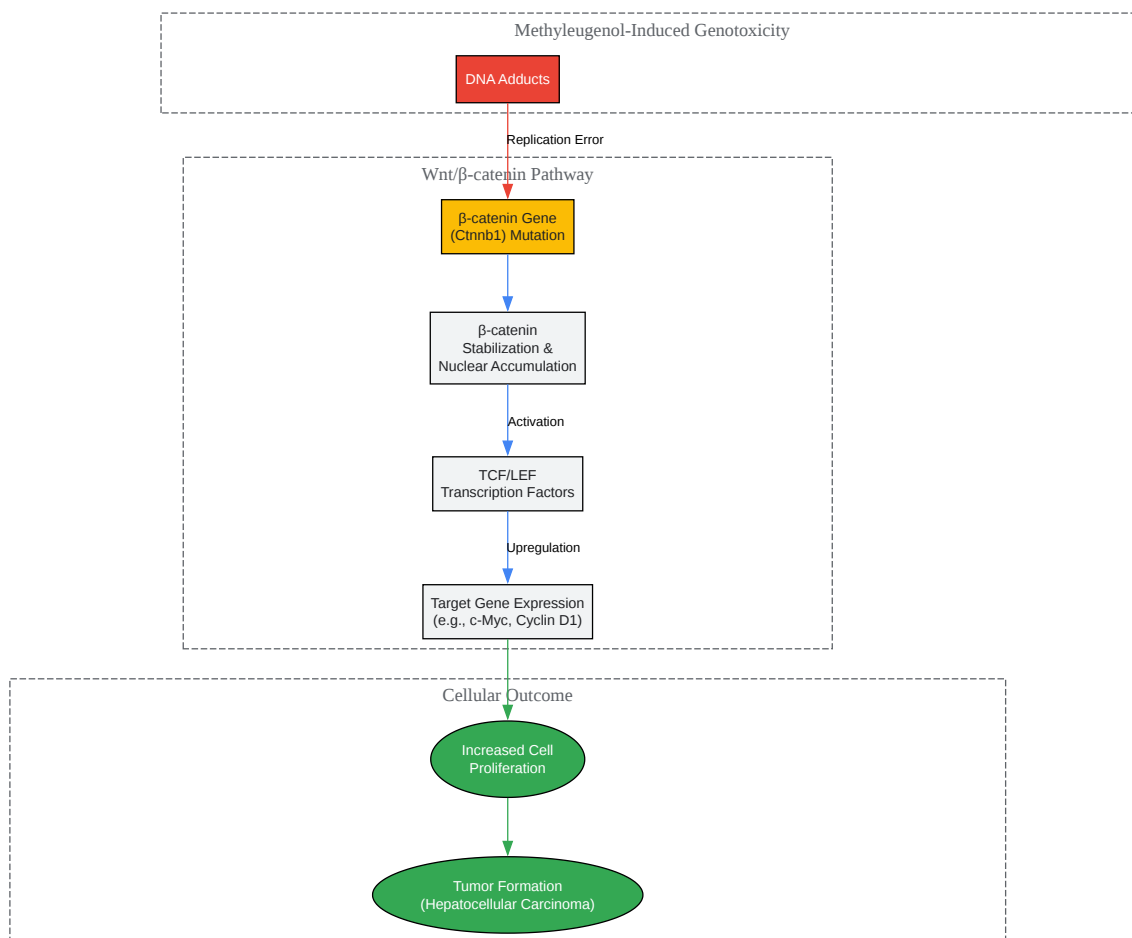 Methyleugenol-Induced Genotoxicity
DNA Adducts
Replication Error
Wnt/β-catenin Pathway
β-catenin Gene
(Ctnnb1) Mutation
β-catenin
Stabilization &
Nuclear Accumulation
Activation
TCF/LEF
Transcription Factors
Upregulation
Target Gene Expression
(e.g., c-Myc, Cyclin D1)
Cellular Outcome
Increased Cell
Proliferation
Tumor Formation
(Hepatocellular Carcinoma)